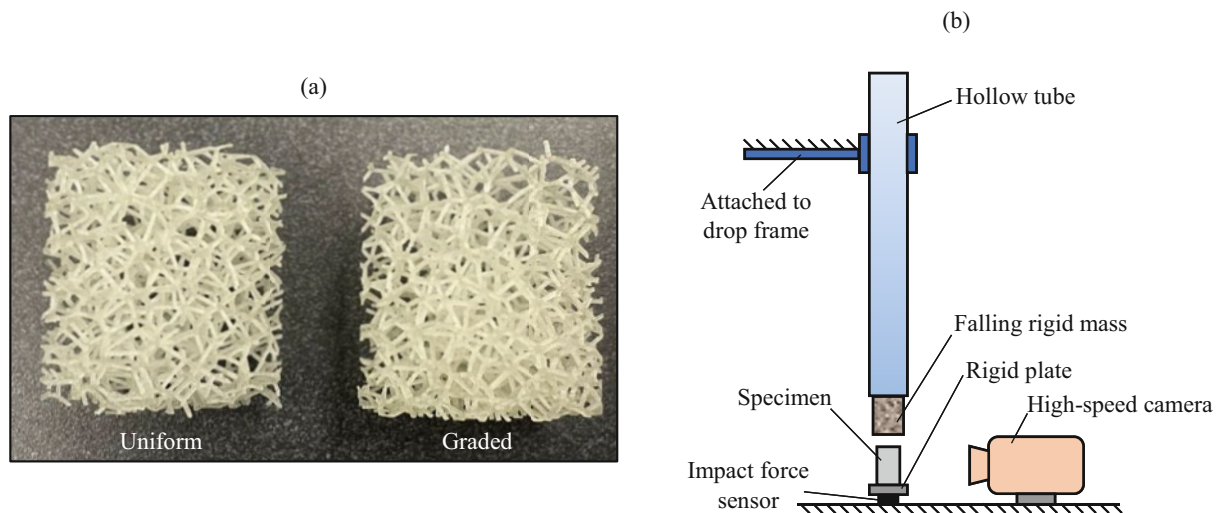 (a)
Uniform
Graded
(b)
Hollow tube
Attached to
drop frame
Falling rigid mass
Rigid plate
Specimen
High-speed camera
Impact force
sensor